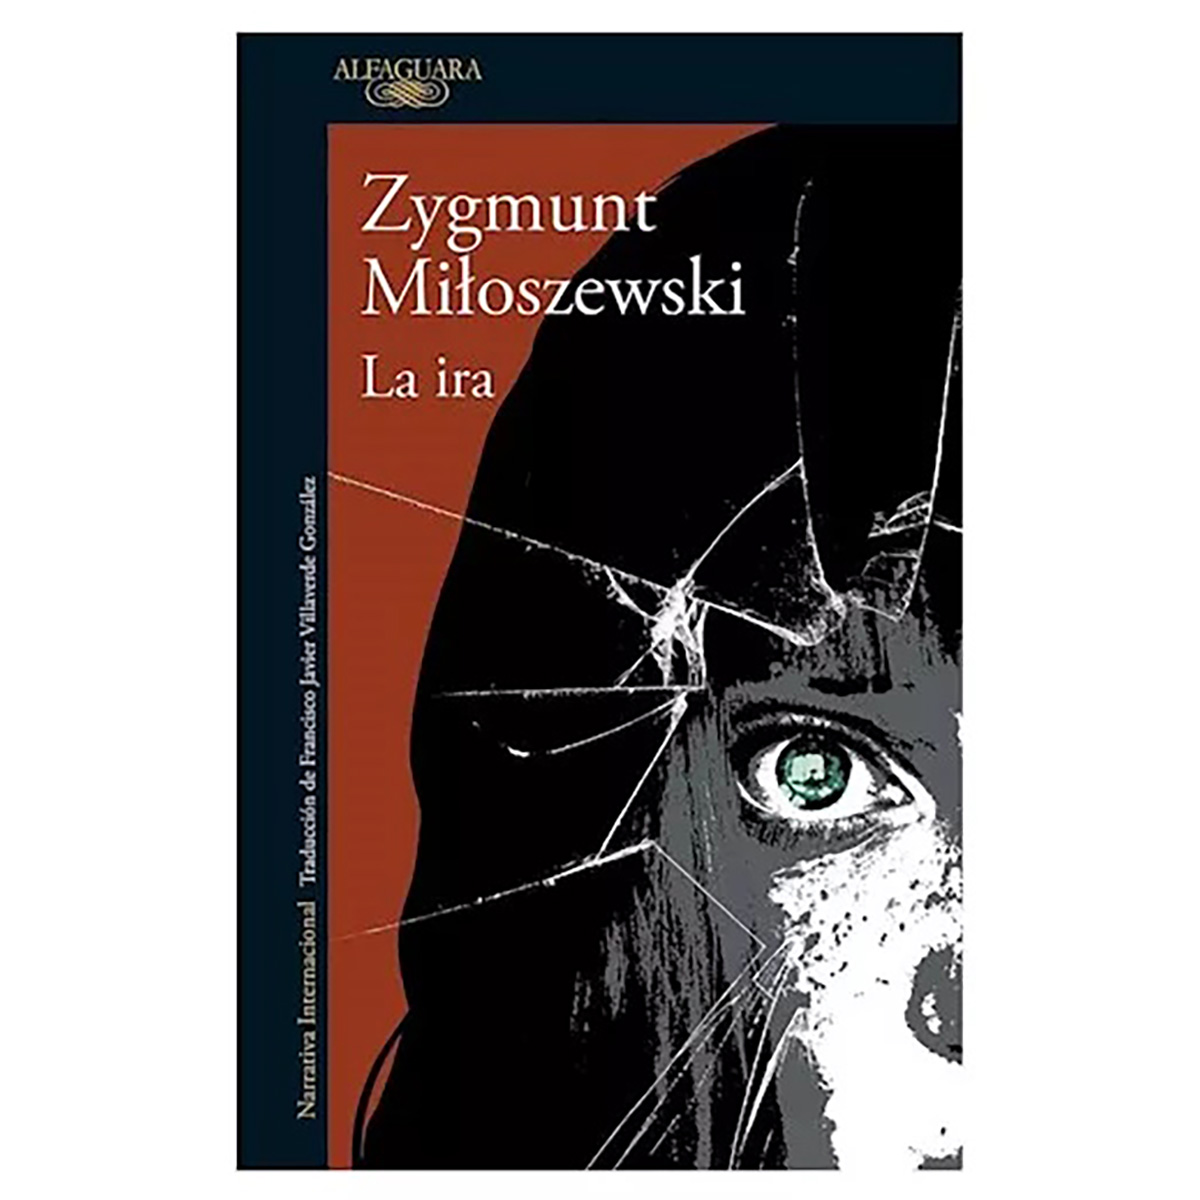 ALFAGUARA
Zygmunt
Miłoszewski
La ira
Narrativa Internacional Traducción de Francisco Javier Villaverde González